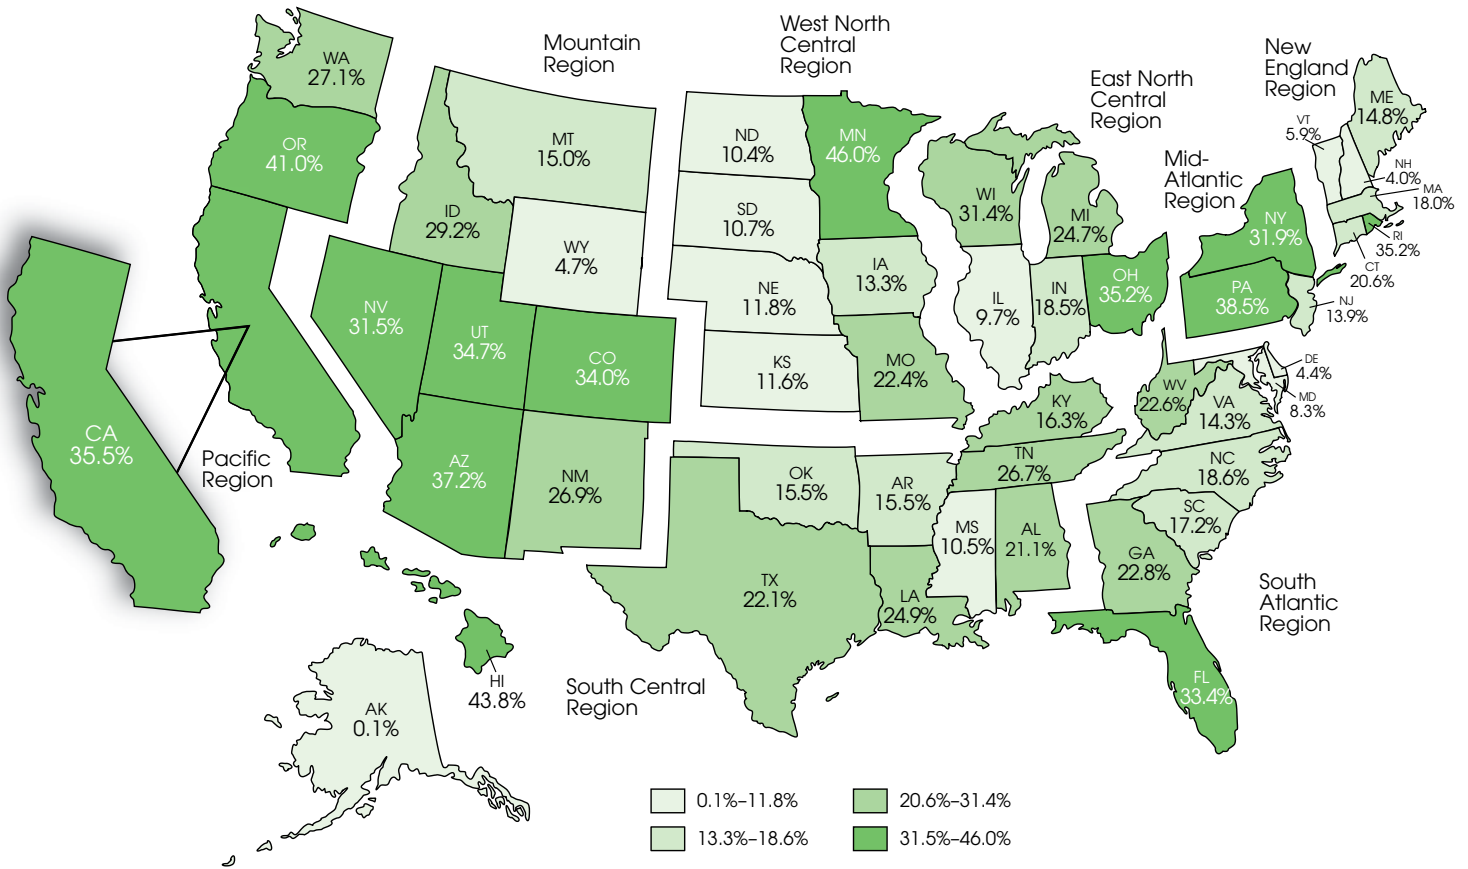 WA
27.1%
OR
41.0%
CA
35.5%
Pacific
Region
HI
43.8%
AK
0.1%
Mountain
Region
MT
15.0%
ID
29.2%
WY
4.7%
NV
31.5%
UT
34.7%
CO
34.0%
AZ
37.2%
NM
26.9%
West North
Central
Region
ND
10.4%
MN
46.0%
SD
10.7%
IA
13.3%
NE
11.8%
KS
11.6%
MO
22.4%
East North
Central
Region
WI
31.4%
MI
24.7%
IL
9.7%
IN
18.5%
OH
35.2%
Mid-
Atlantic
Region
NY
31.9%
PA
38.5%
NJ
13.9%
New
England
Region
ME
14.8%
VT
5.9%
NH
4.0%
MA
18.0%
RI
35.2%
CT
20.6%
South Central
Region
OK
15.5%
AR
15.5%
TX
22.1%
LA
24.9%
KY
16.3%
TN
26.7%
MS
10.5%
AL
21.1%
South
Atlantic
Region
DE
4.4%
MD
8.3%
WV
22.6%
VA
14.3%
NC
18.6%
SC
17.2%
GA
22.8%
FL
33.4%
0.1%–11.8%
13.3%–18.6%
20.6%–31.4%
31.5%–46.0%